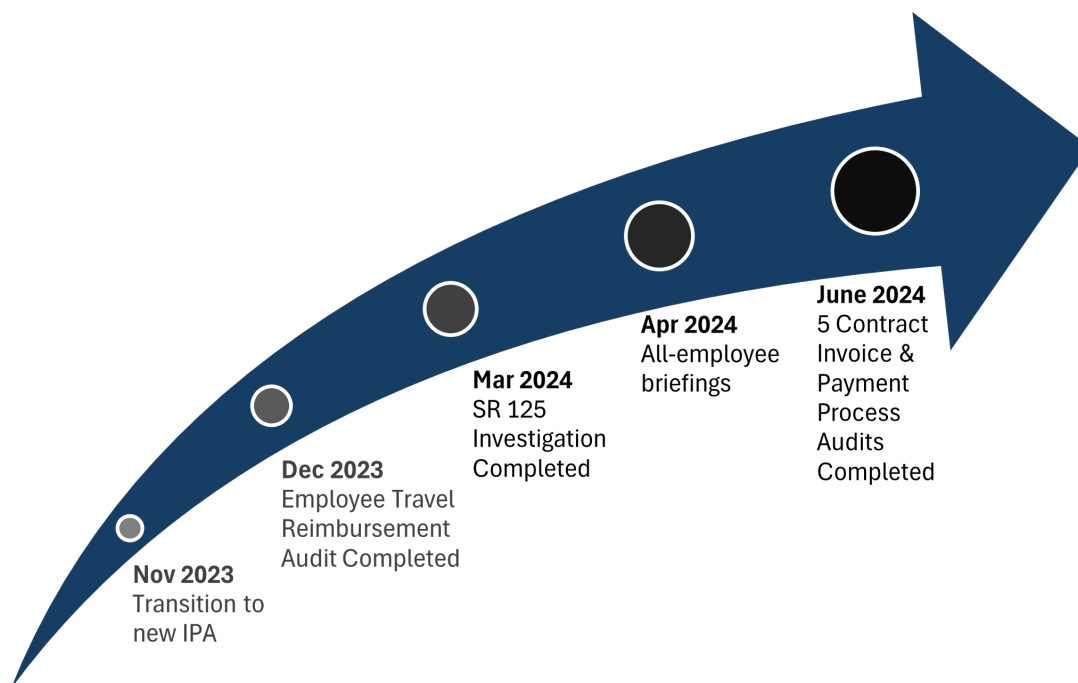 Nov 2023
Transition to
new IPA
Dec 2023
Employee Travel
Reimbursement
Audit Completed
Mar 2024
SR 125
Investigation
Completed
Apr 2024
All-employee
briefings
June 2024
5 Contract
Invoice &
Payment
Process
Audits
Completed